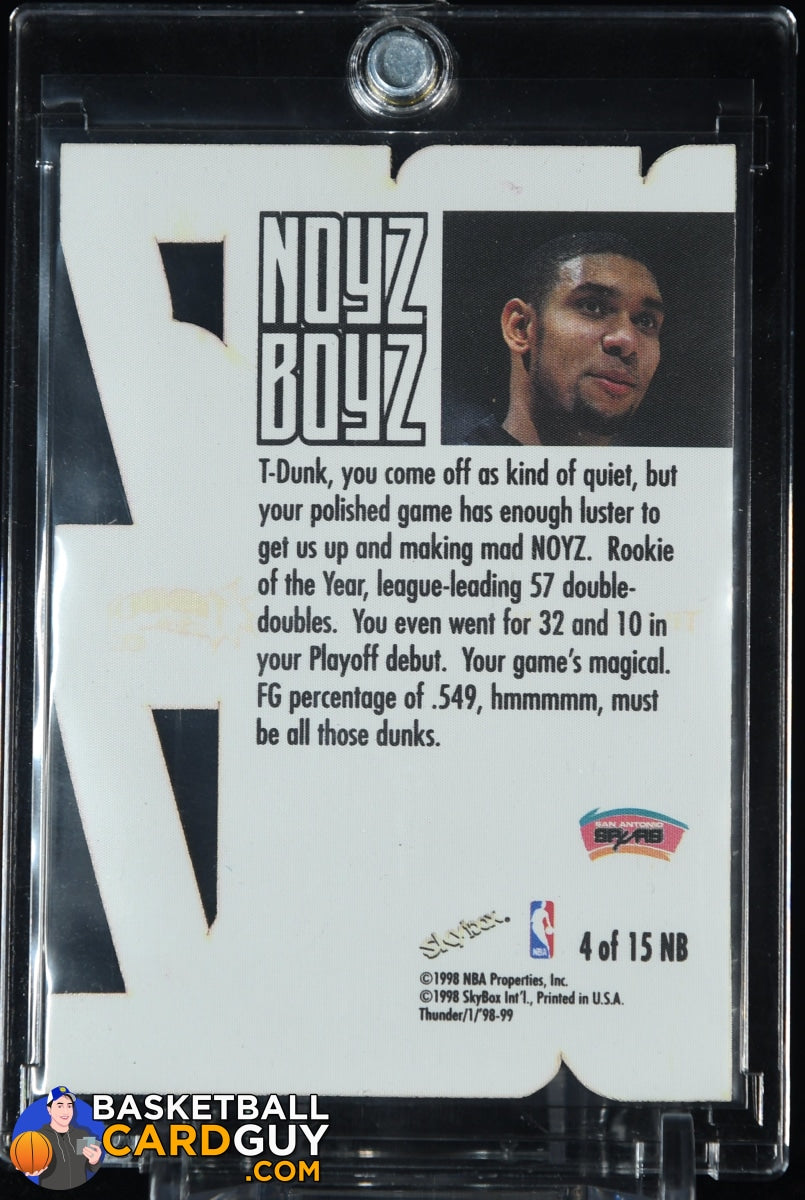 NOYZ
BOYZ
T-Dunk, you come off as kind of quiet, but
your polished game has enough luster to
get us up and making mad NOYZ. Rookie
of the Year, league-leading 57 double-
doubles. You even went for 32 and 10 in
your Playoff debut. Your game's magical.
FG percentage of .549, hmmmmm, must
be all those dunks.
SAN ANTONIO
SPURS
SkyBox.
NBA
4 of 15 NB
©1998 NBA Properties, Inc.
©1998 SkyBox Int'l., Printed in U.S.A.
Thunder/1/'98-99
BASKETBALL
CARDGUY
.COM